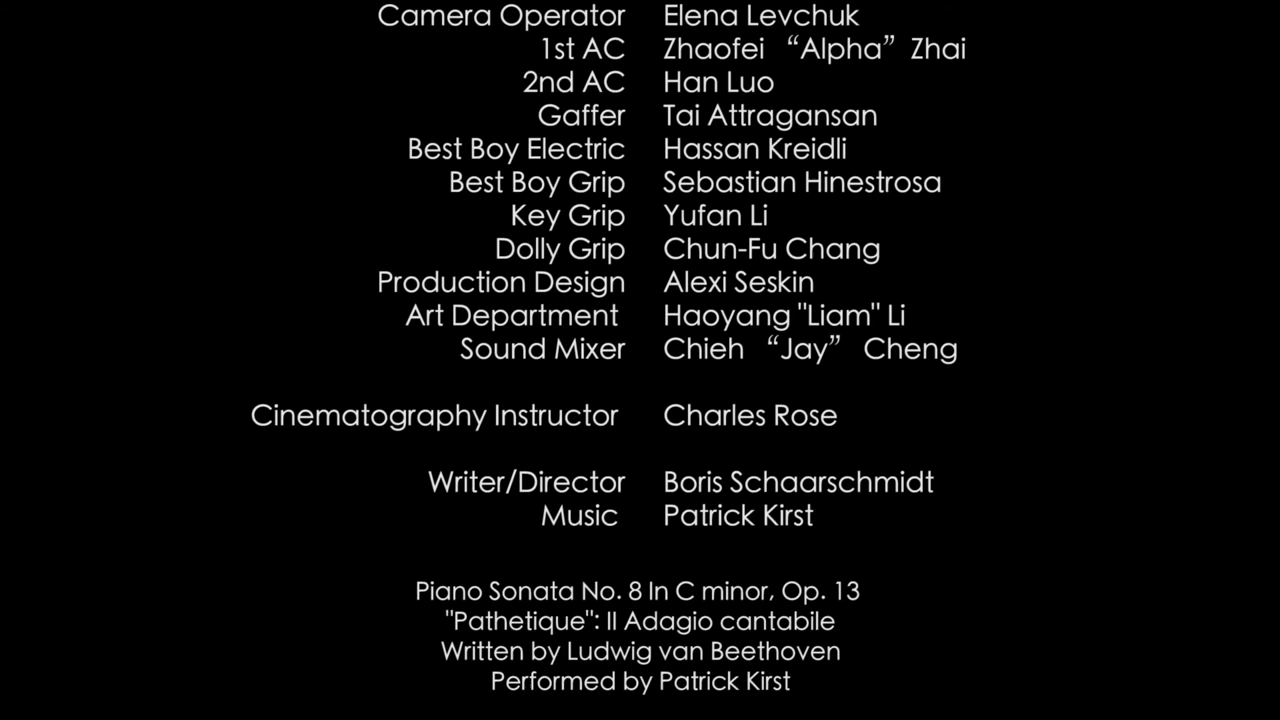 Camera Operator Elena Levchuk
1st AC Zhaofei “Alpha” Zhai
2nd AC Han Luo
Gaffer Tai Attragansan
Best Boy Electric Hassan Kreidli
Best Boy Grip Sebastian Hinestrosa
Key Grip Yufan Li
Dolly Grip Chun-Fu Chang
Production Design Alexi Seskin
Art Department Haoyang "Liam" Li
Sound Mixer Chieh “Jay” Cheng
Cinematography Instructor Charles Rose
Writer/Director Boris Schaarschmidt
Music Patrick Kirst
Piano Sonata No. 8 In C minor, Op. 13
"Pathetique": II Adagio cantabile
Written by Ludwig van Beethoven
Performed by Patrick Kirst